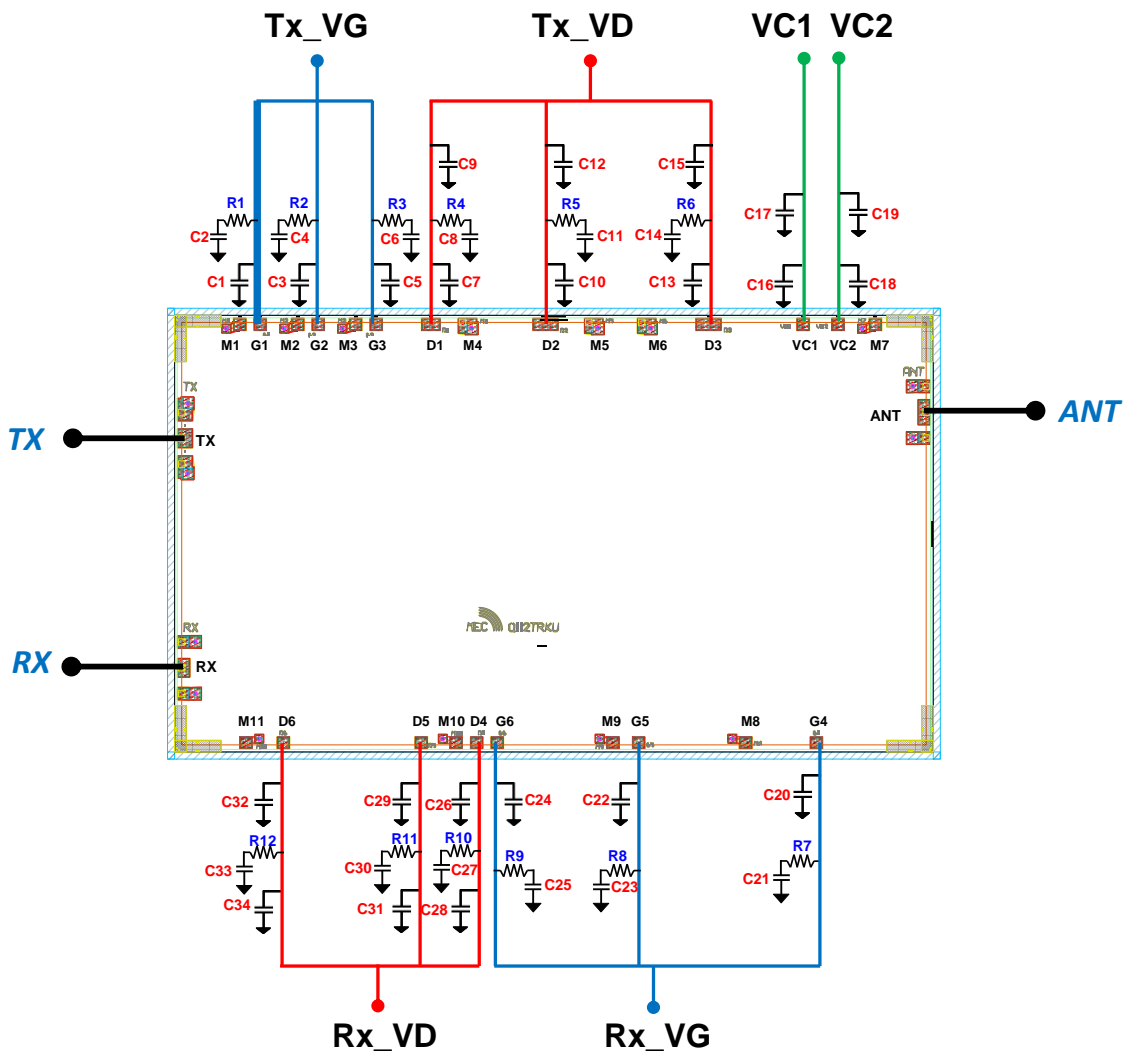 Tx_VG Tx_VD VC1 VC2
C9 C12 C15
R1 R2 R3 R4 R5 R6 C17 C19
C2 C4 C6 C8 C11 C14
C1 C3 C5 C7 C10 C13 C16 C18
M1 G1 M2 G2 M3 G3 D1 M4 D2 M5 M6 D3 VC1 VC2 M7
TX ANT
ANT ANT
TX TX
RX
RX RX
MEC
M11 D6 D5 M10 D4 G6 M9 G5 M8 G4
C32 C29 C26 C24 C22 C20
R12 R11 R10 R9 R8 R7
C33 C30 C27 C25 C23 C21
C34 C31 C28
Rx_VD Rx_VG